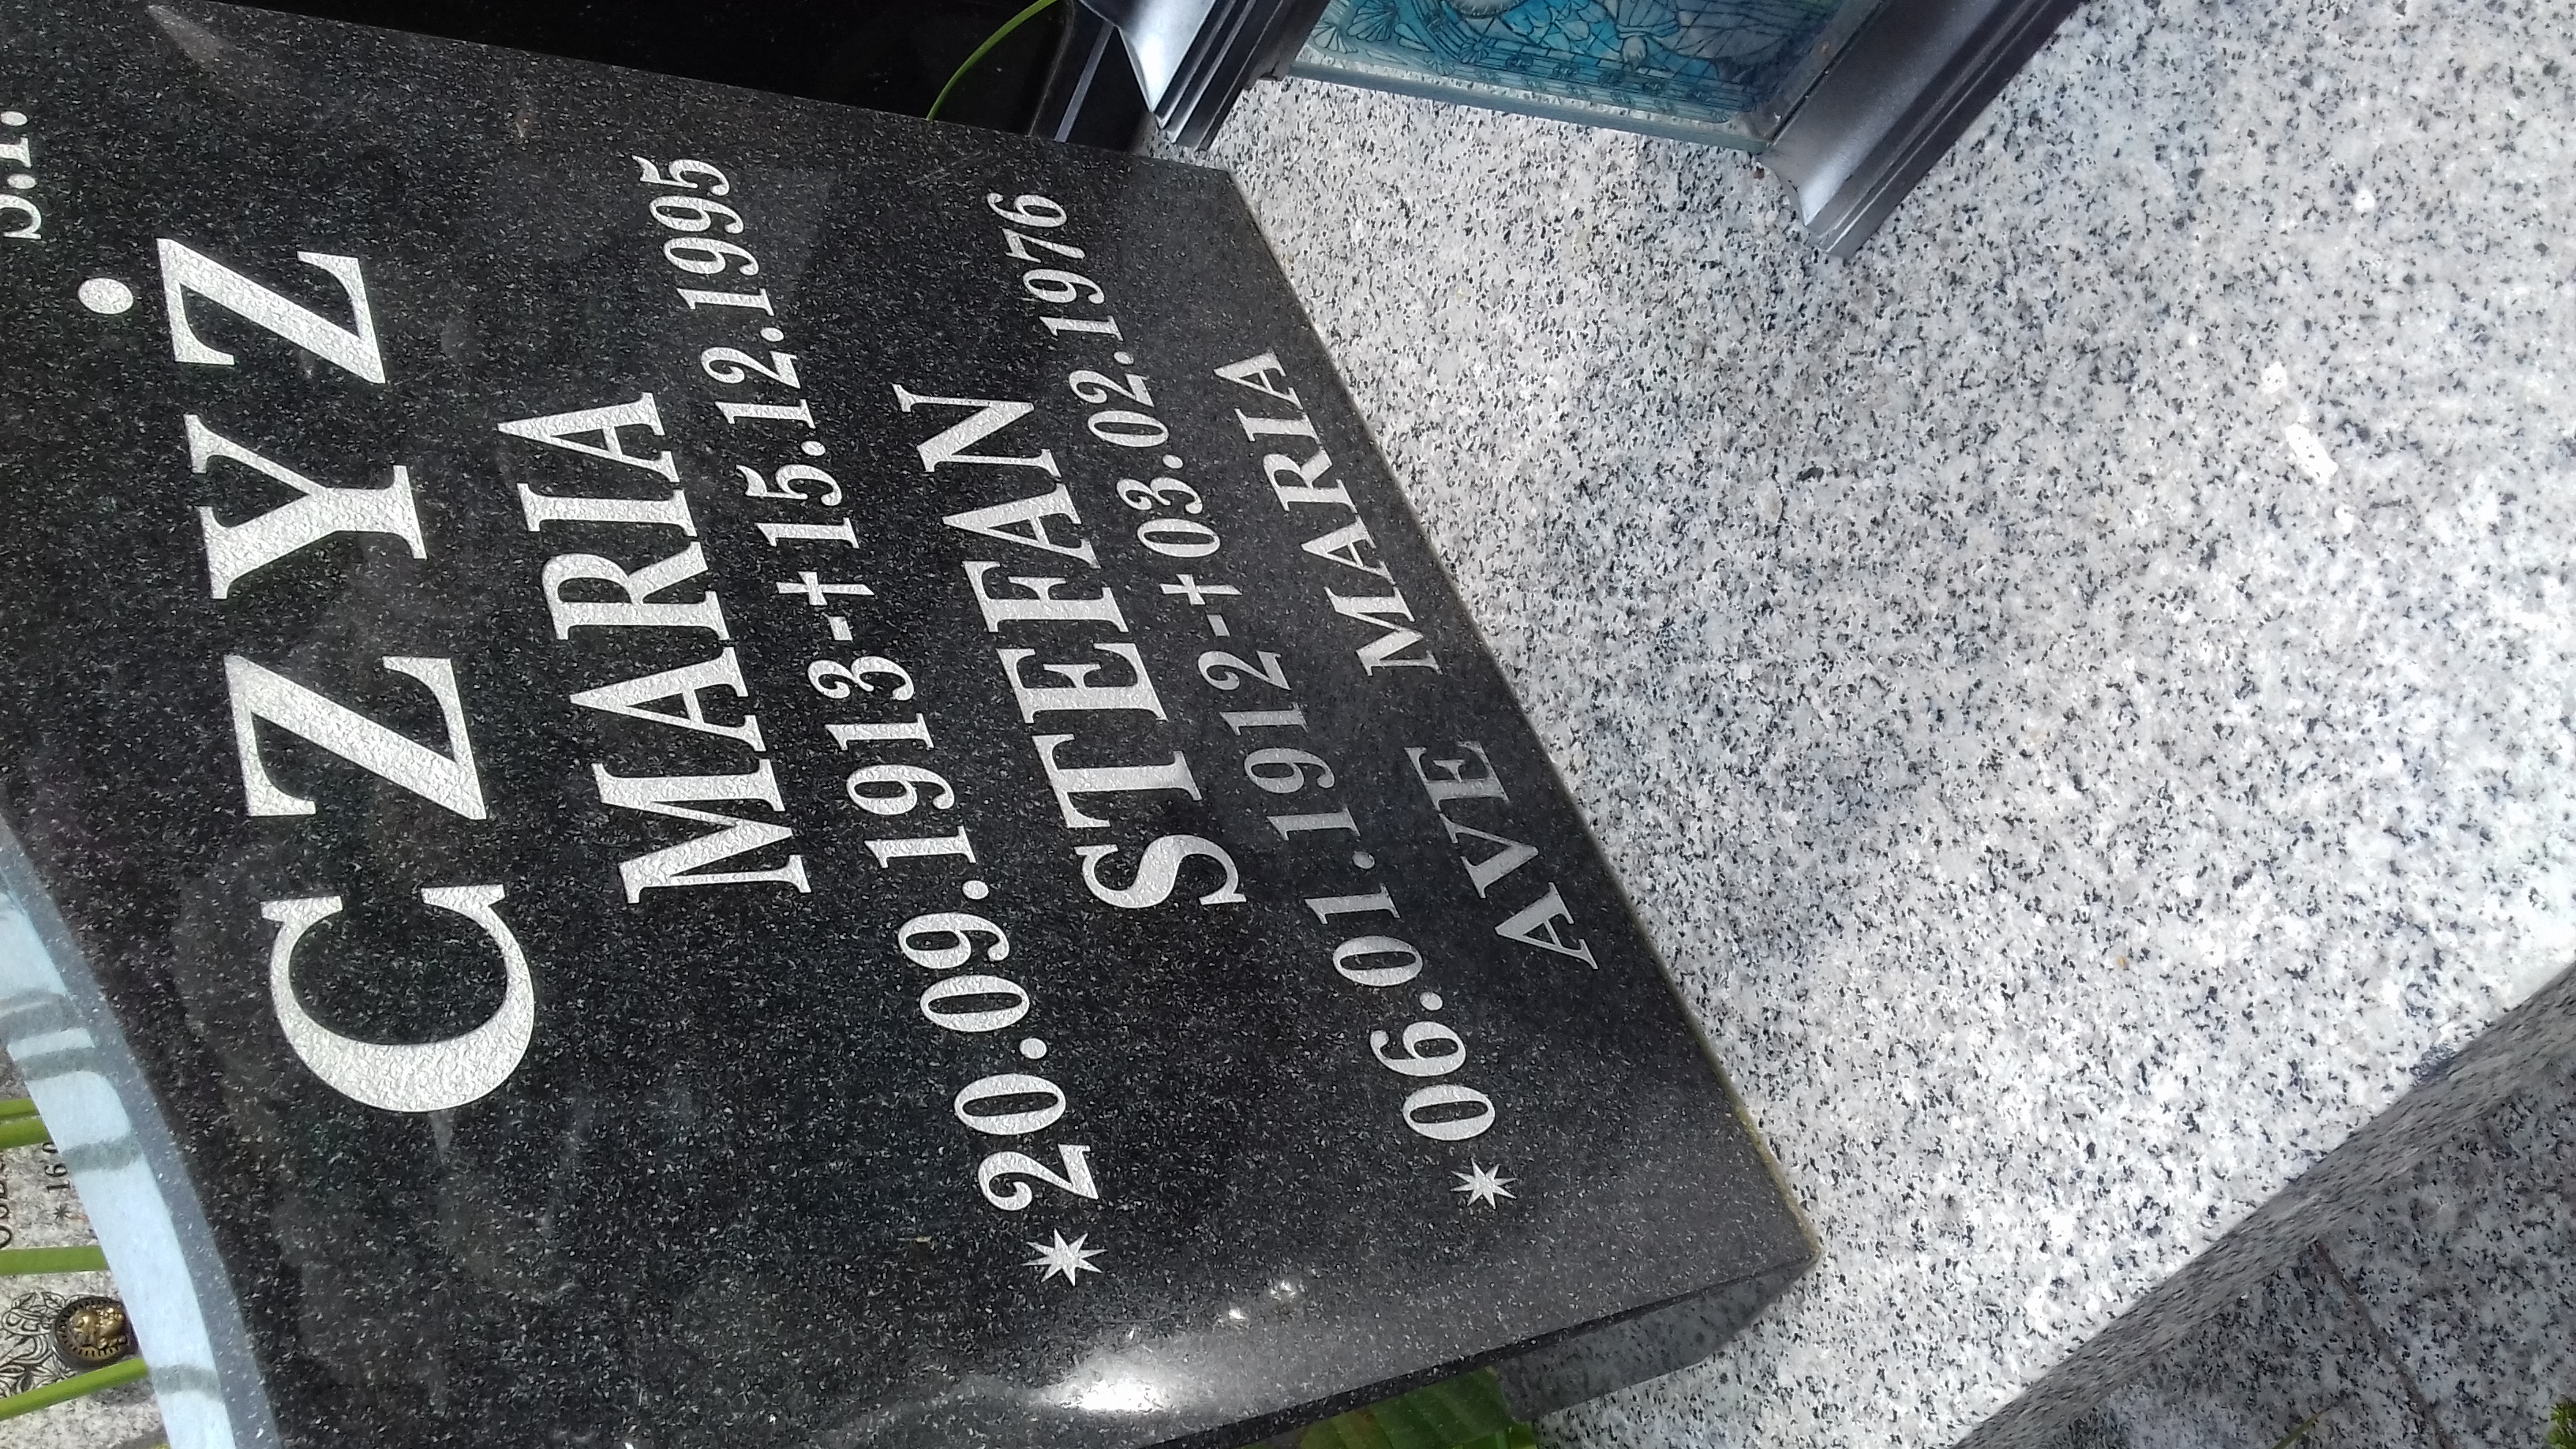 CZYŻ
MARIA
*20.09.1913-✝15.12.1995
STEFAN
*06.01.1912-✝03.02.1976
AVE MARIA